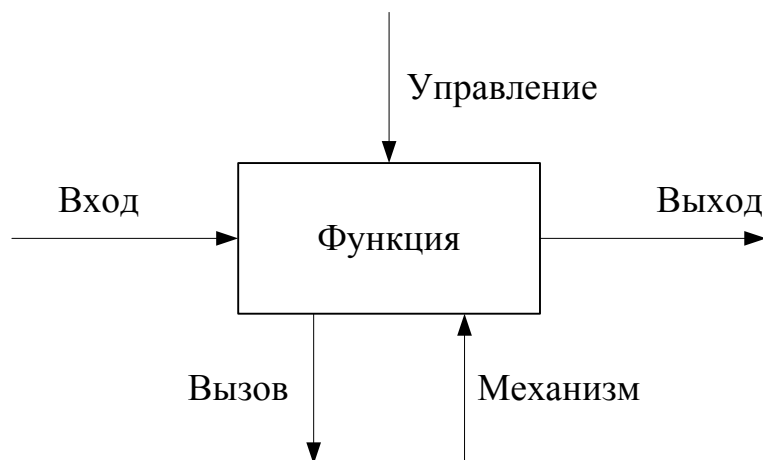 Управление
Вход
Выход
Функция
Вызов
Механизм